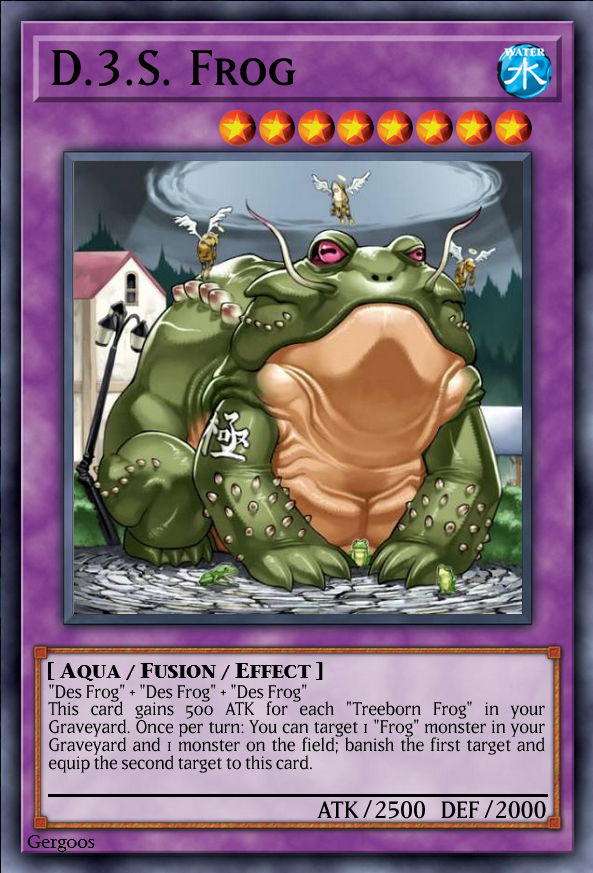 D.3.S. Frog
WATER
水
極
[ Aqua / Fusion / Effect ]
"Des Frog" + "Des Frog" + "Des Frog"
This card gains 500 ATK for each "Treeborn Frog" in your
Graveyard. Once per turn: You can target 1 "Frog" monster in your
Graveyard and 1 monster on the field; banish the first target and
equip the second target to this card.
ATK/2500 DEF/2000
Gergoos